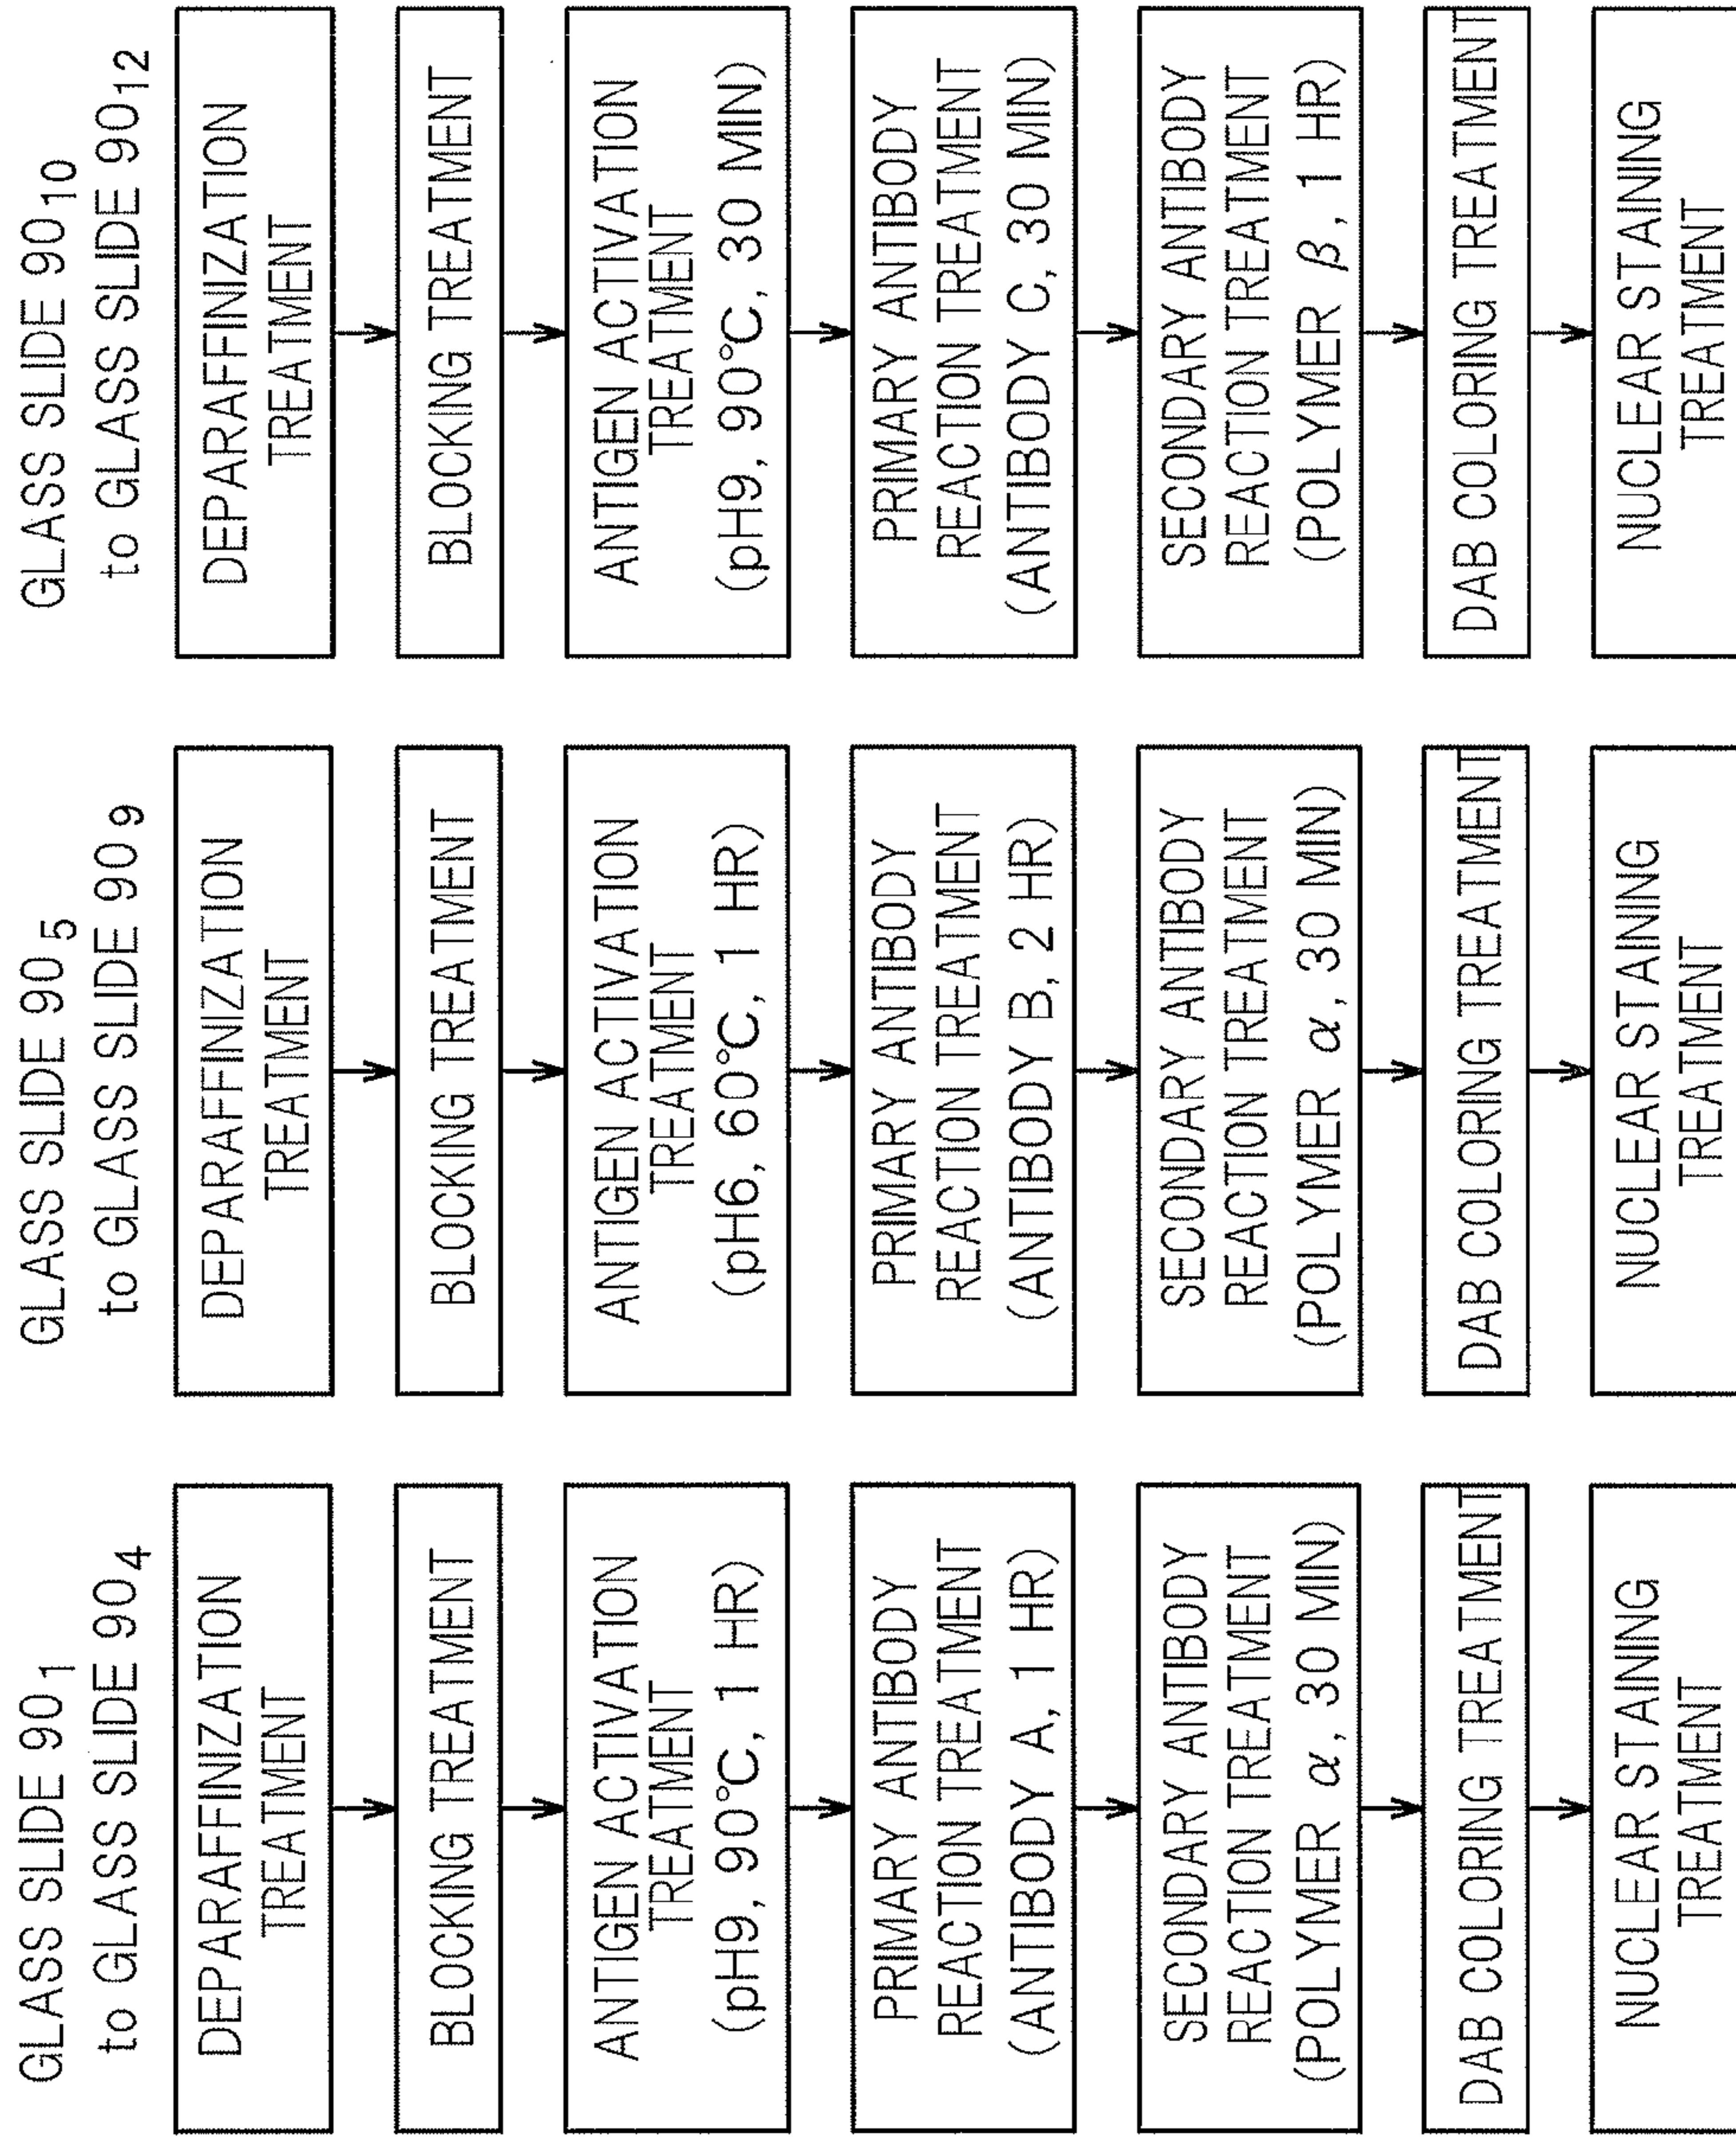 GLASS SLIDE 90₁
to GLASS SLIDE 90₄
DEPARAFFINIZATION
TREATMENT
BLOCKING TREATMENT
ANTIGEN ACTIVATION
TREATMENT
(pH9, 90℃, 1 HR)
PRIMARY ANTIBODY
REACTION TREATMENT
(ANTIBODY A, 1 HR)
SECONDARY ANTIBODY
REACTION TREATMENT
(POLYMER α, 30 MIN)
DAB COLORING TREATMENT
NUCLEAR STAINING
TREATMENT
GLASS SLIDE 90₅
to GLASS SLIDE 90₉
DEPARAFFINIZATION
TREATMENT
BLOCKING TREATMENT
ANTIGEN ACTIVATION
TREATMENT
(pH6, 60℃, 1 HR)
PRIMARY ANTIBODY
REACTION TREATMENT
(ANTIBODY B, 2 HR)
SECONDARY ANTIBODY
REACTION TREATMENT
(POLYMER α, 30 MIN)
DAB COLORING TREATMENT
NUCLEAR STAINING
TREATMENT
GLASS SLIDE 90₁₀
to GLASS SLIDE 90₁₂
DEPARAFFINIZATION
TREATMENT
BLOCKING TREATMENT
ANTIGEN ACTIVATION
TREATMENT
(pH9, 90℃, 30 MIN)
PRIMARY ANTIBODY
REACTION TREATMENT
(ANTIBODY C, 30 MIN)
SECONDARY ANTIBODY
REACTION TREATMENT
(POLYMER β, 1 HR)
DAB COLORING TREATMENT
NUCLEAR STAINING
TREATMENT